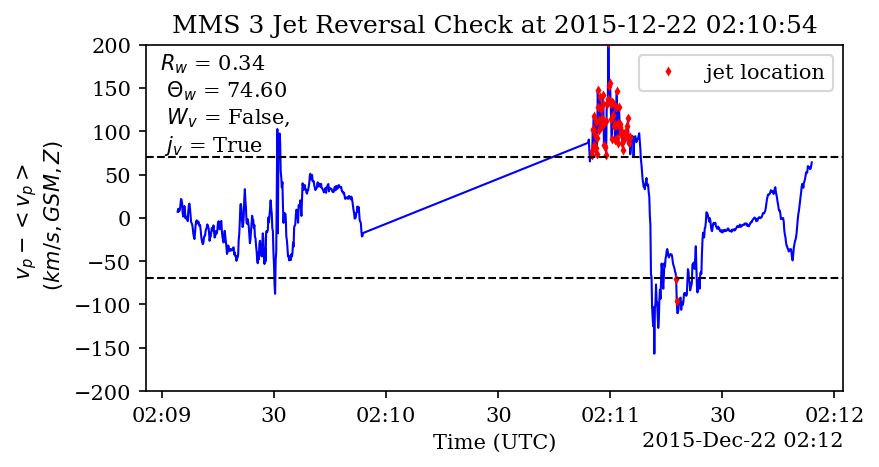 MMS 3 Jet Reversal Check at 2015-12-22 02:10:54
200
150
100
50
0
−50
−100
−150
−200
v_p − < v_p >
(km/s, GSM, Z)
R_w = 0.34
Θ_w = 74.60
W_v = False,
j_v = True
jet location
02:09 30 02:10 30 02:11 30 02:12
Time (UTC)
2015-Dec-22 02:12